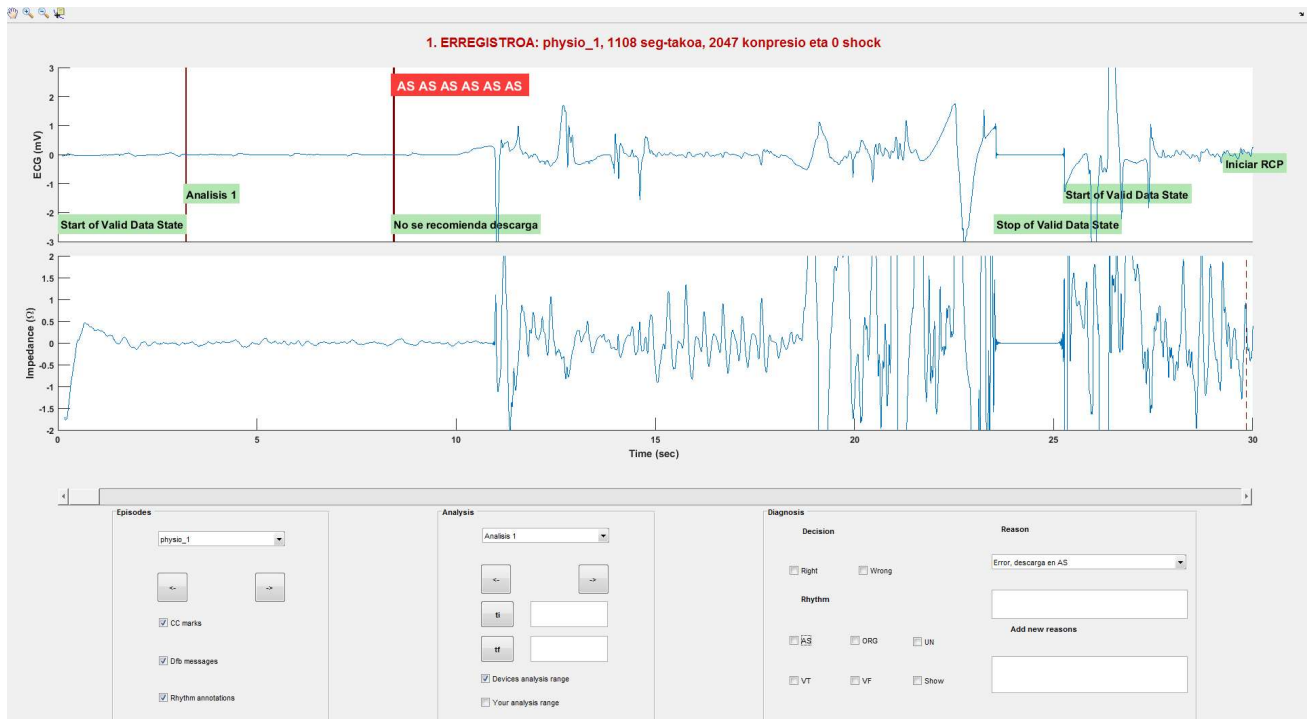 1. ERREGISTROA: physio_1, 1108 seg-takoa, 2047 konpresio eta 0 shock
3
2
1
0
-1
-2
-3
ECG (mV)
AS AS AS AS AS AS
Analisis 1
Start of Valid Data State
No se recomienda descarga
Iniciar RCP
Start of Valid Data State
Stop of Valid Data State
2
1.5
1
0.5
0
-0.5
-1
-1.5
-2
Impedance (Ω)
0 5 10 15 20 25 30
Time (sec)
Episodes
physio_1
<- ->
CC marks
Dfb messages
Rhythm annotations
Analysis
Analisis 1
<- ->
ti
tf
Devices analysis range
Your analysis range
Diagnosis
Decision
Right Wrong
Rhythm
AS ORG UN
VT VF Show
Reason
Error, descarga en AS
Add new reasons